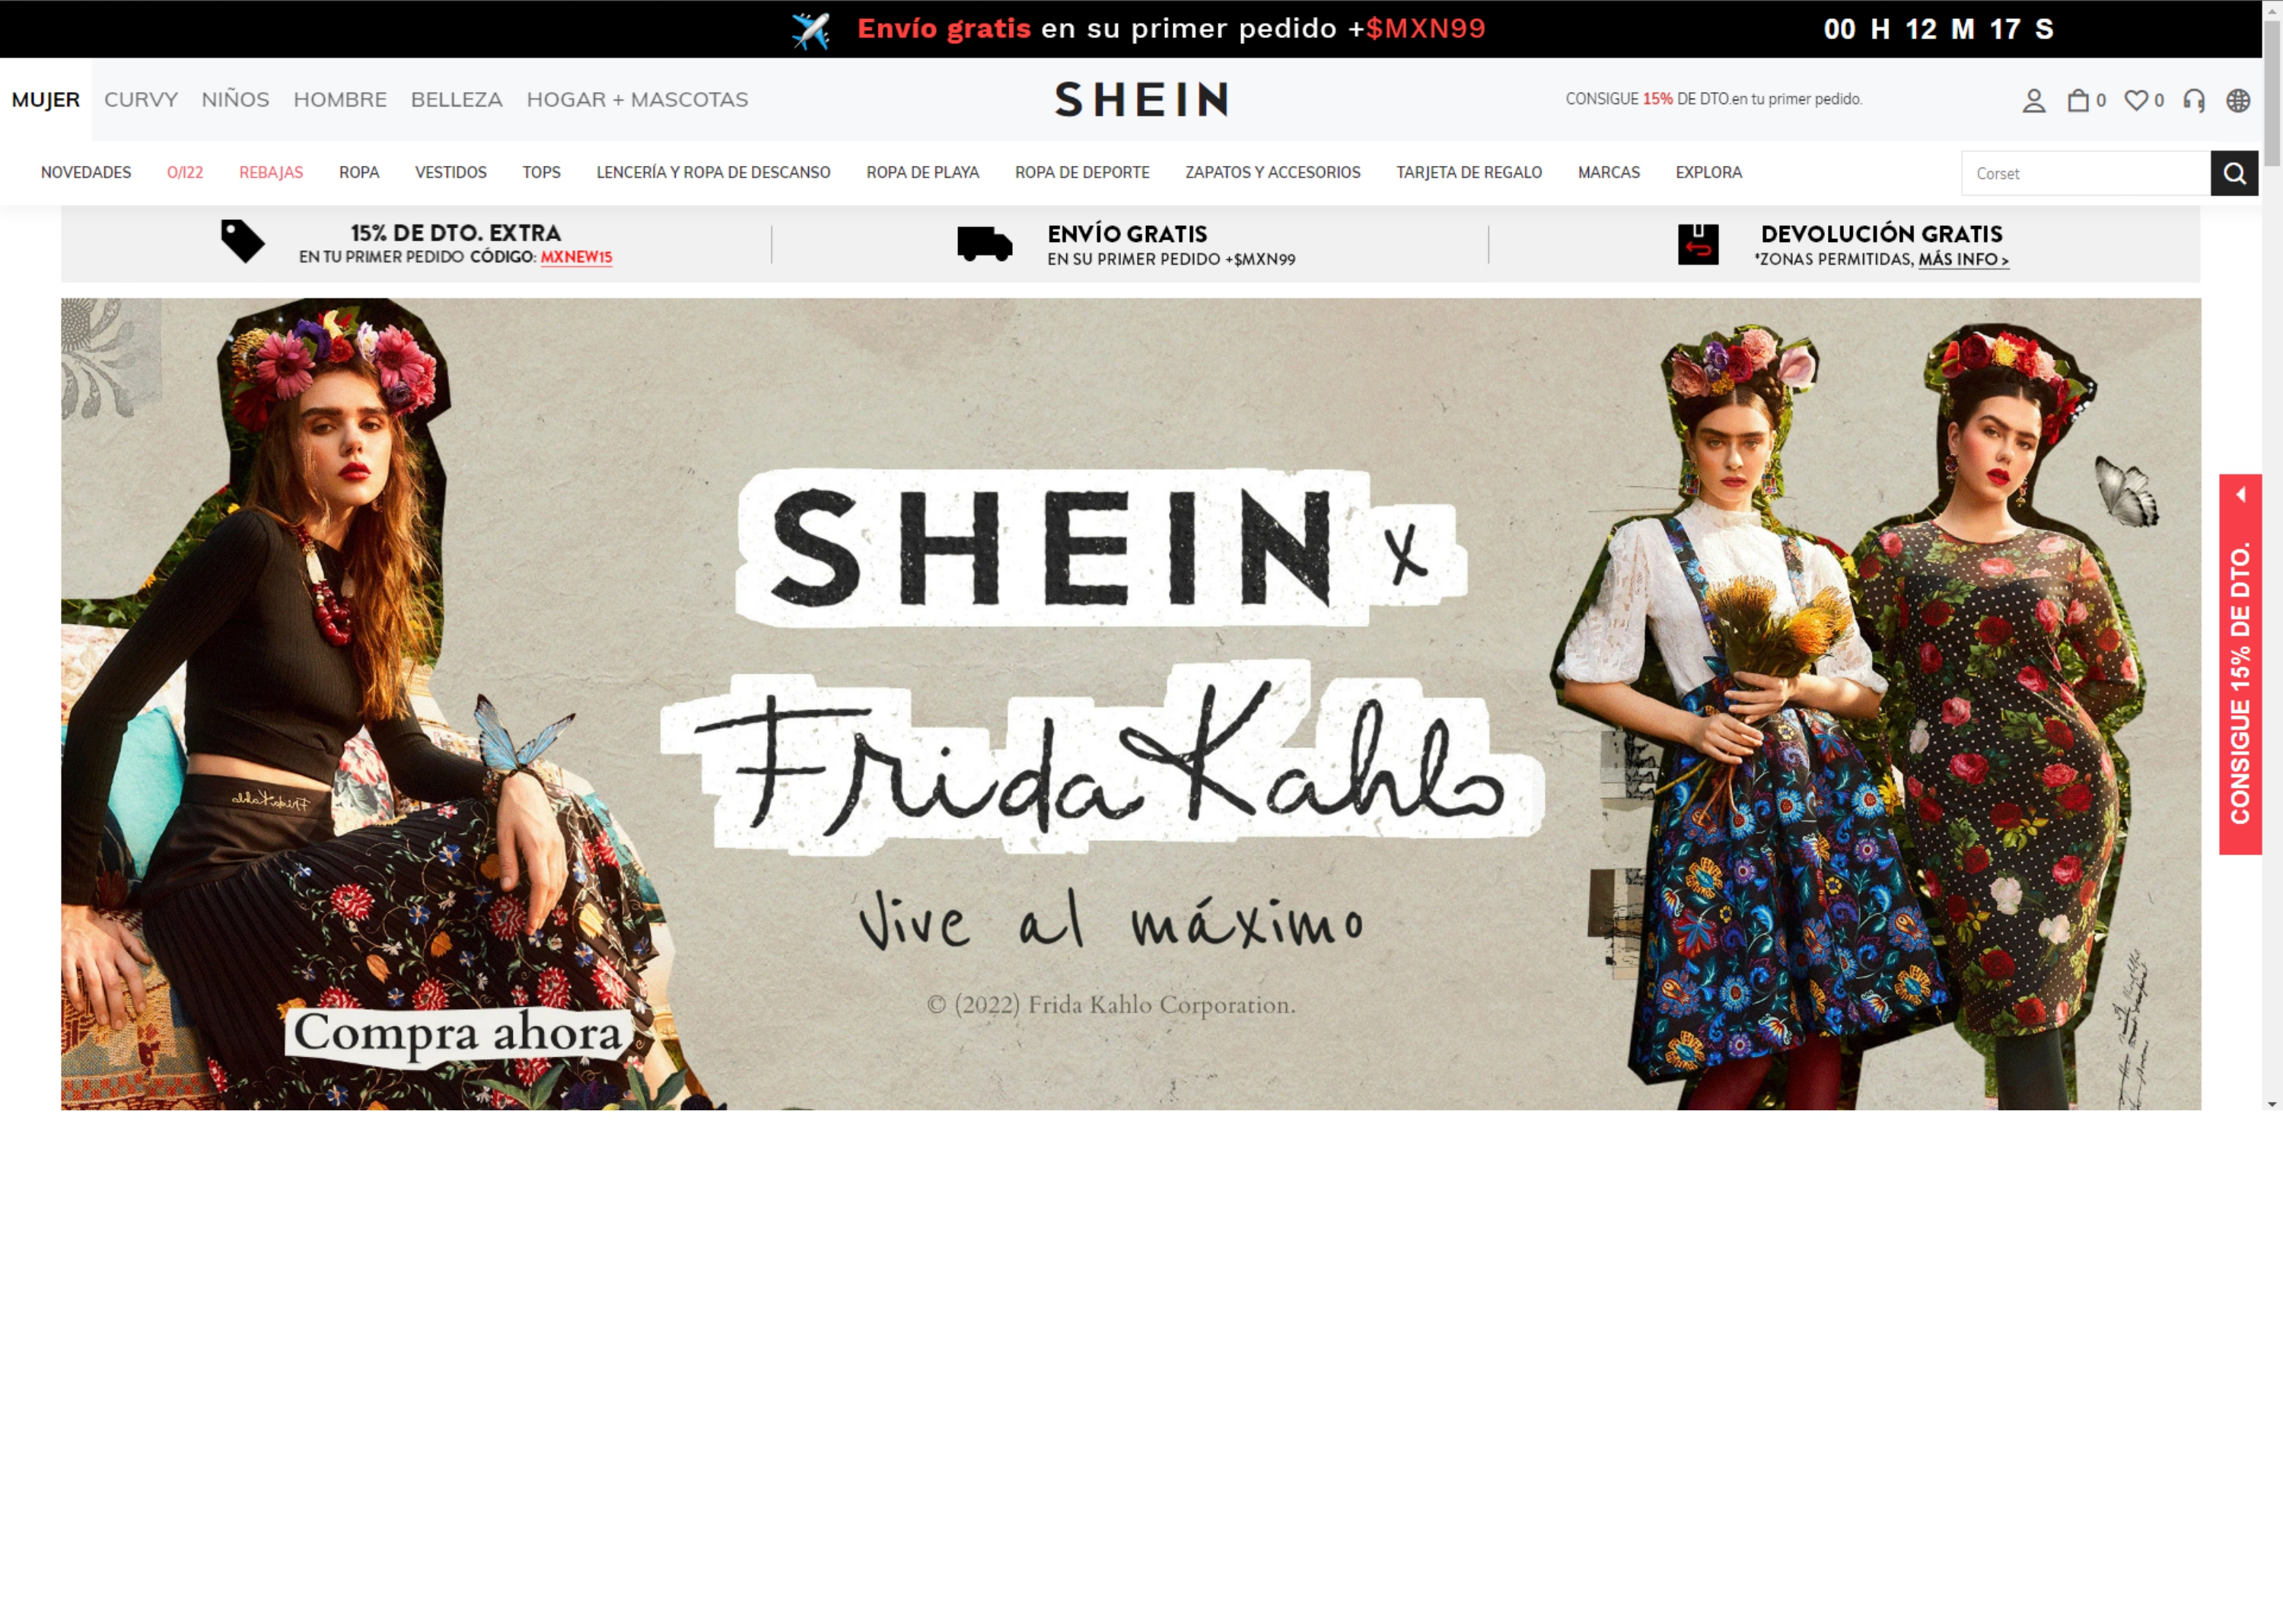 Envío gratis en su primer pedido +$MXN99
00 H 12 M 17 S
MUJER CURVY NIÑOS HOMBRE BELLEZA HOGAR + MASCOTAS
SHEIN
CONSIGUE 15% DE DTO.en tu primer pedido.
0 0
NOVEDADES O/I22 REBAJAS ROPA VESTIDOS TOPS LENCERÍA Y ROPA DE DESCANSO ROPA DE PLAYA ROPA DE DEPORTE ZAPATOS Y ACCESORIOS TARJETA DE REGALO MARCAS EXPLORA
Corset
15% DE DTO. EXTRA
EN TU PRIMER PEDIDO CÓDIGO: MXNEW15
ENVÍO GRATIS
EN SU PRIMER PEDIDO +$MXN99
DEVOLUCIÓN GRATIS
*ZONAS PERMITIDAS, MÁS INFO >
SHEIN x
Frida Kahlo
Vive al máximo
© (2022) Frida Kahlo Corporation.
Frida Kahlo
Compra ahora
CONSIGUE 15% DE DTO.